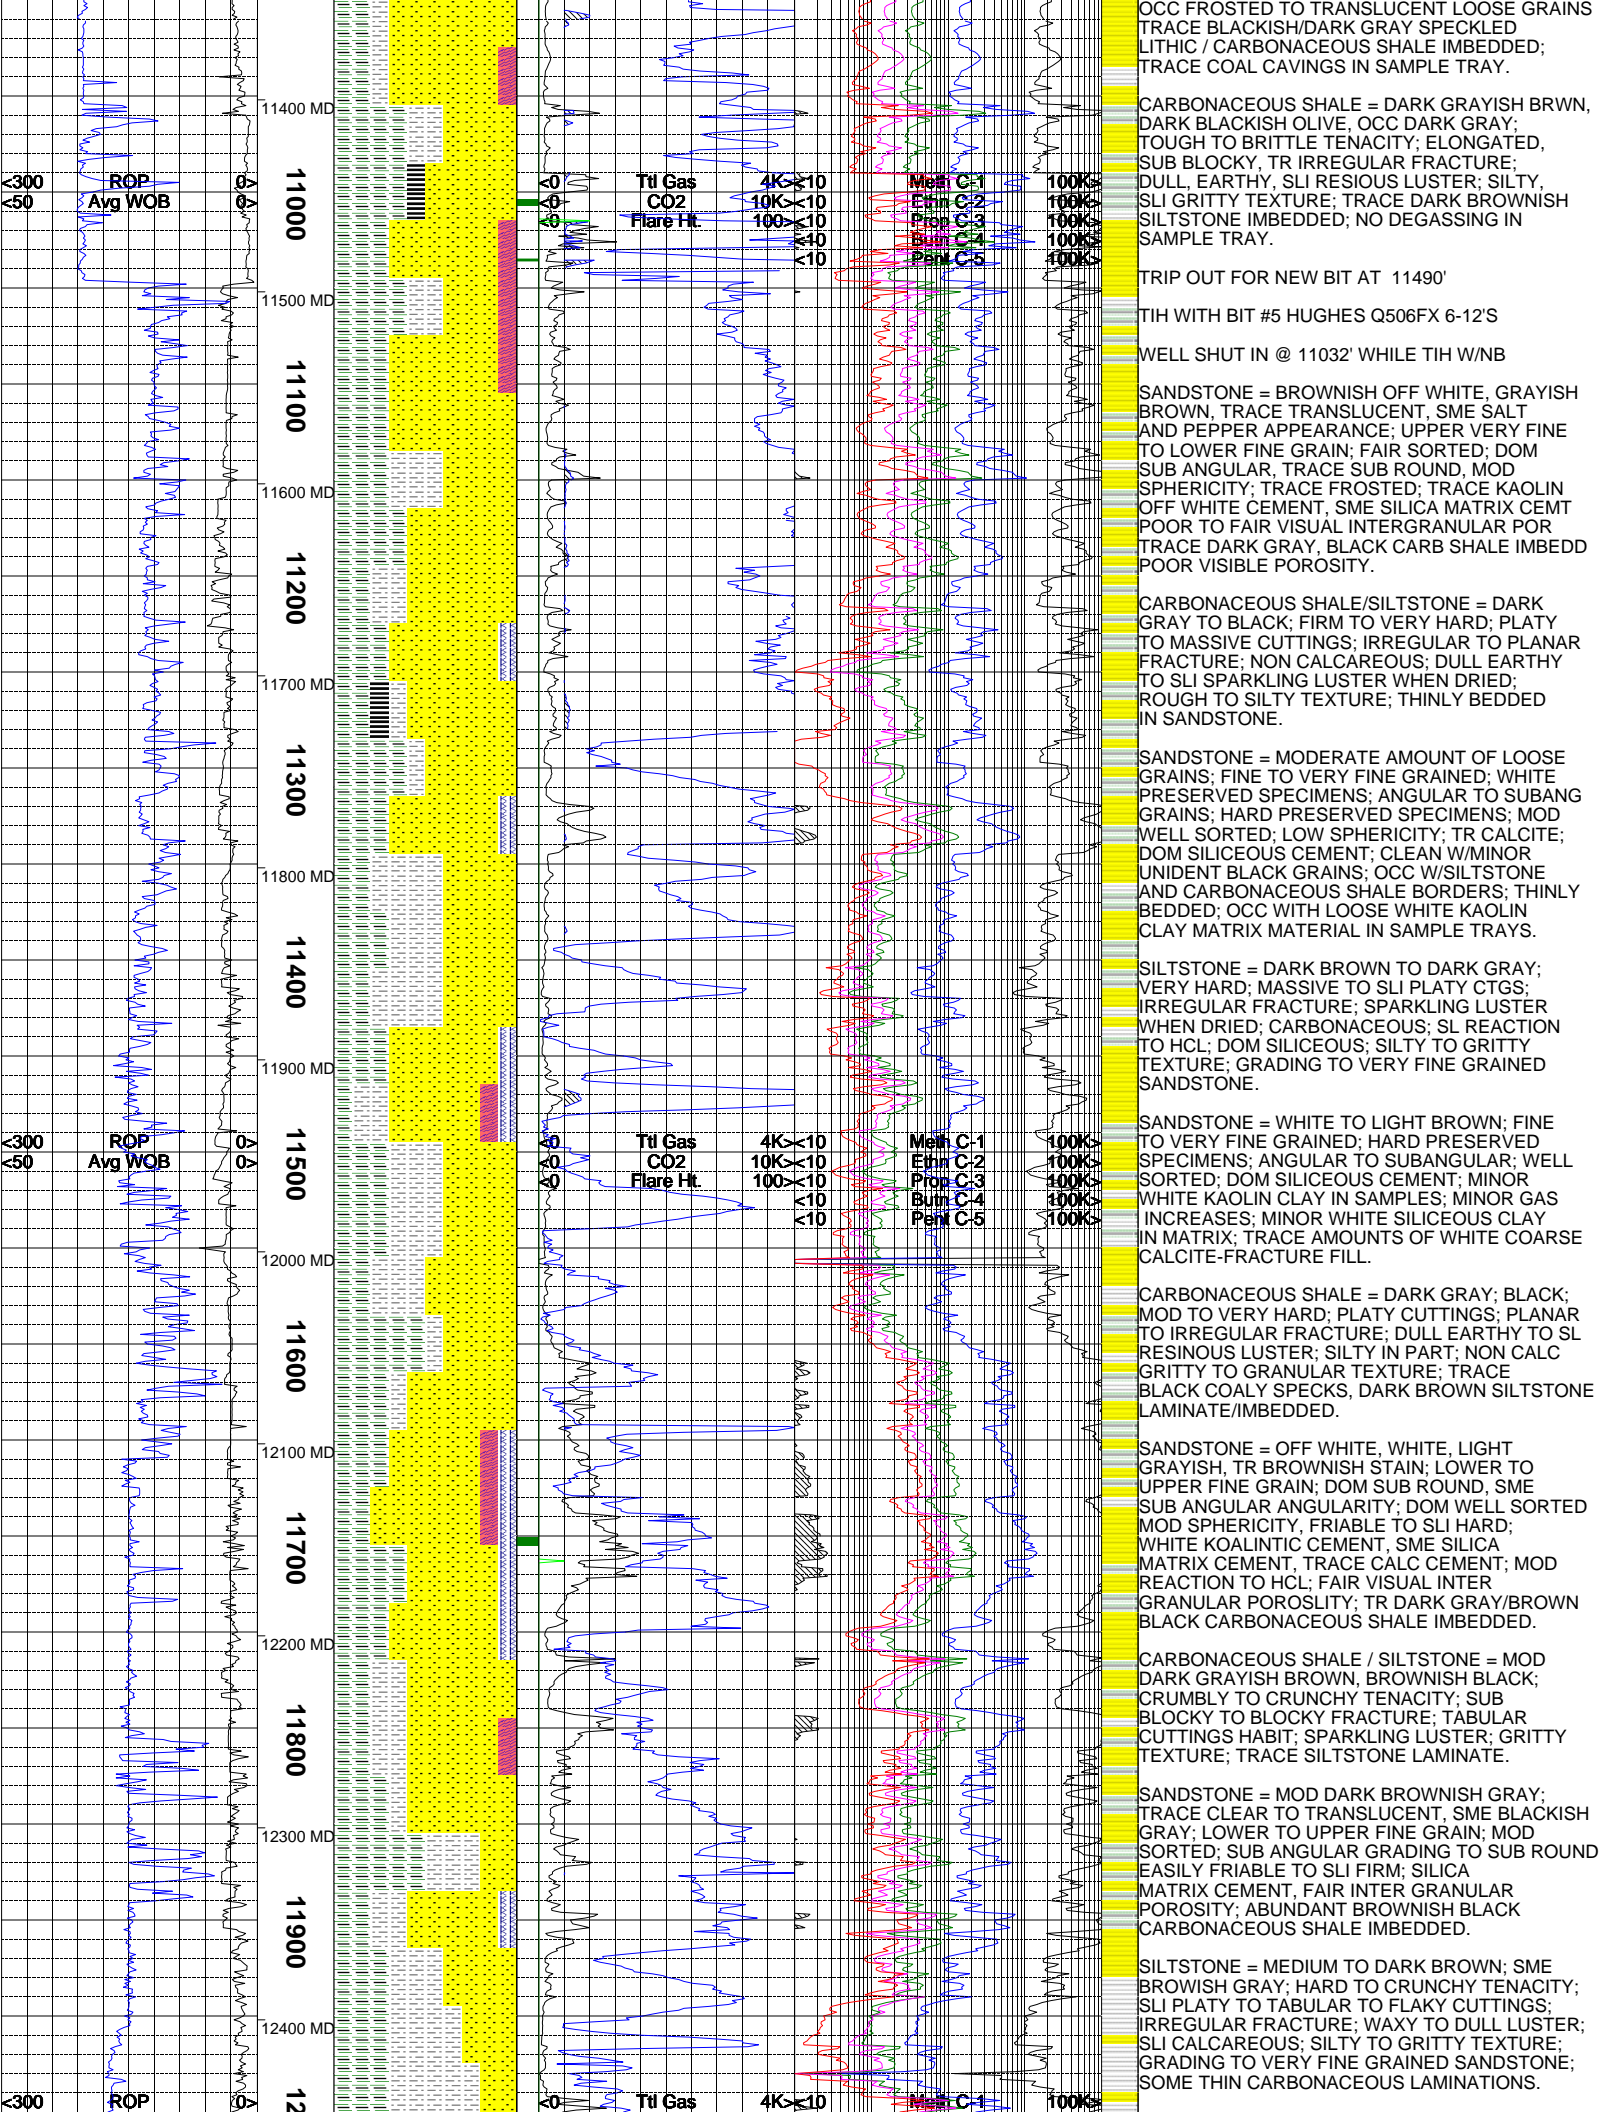 OCC FROSTED TO TRANSLUCENT LOOSE GRAINS
TRACE BLACKISH/DARK GRAY SPECKLED
LITHIC / CARBONACEOUS SHALE IMBEDDED;
TRACE COAL CAVINGS IN SAMPLE TRAY.
11400 MD
CARBONACEOUS SHALE = DARK GRAYISH BRWN,
DARK BLACKISH OLIVE, OCC DARK GRAY;
TOUGH TO BRITTLE TENACITY; ELONGATED,
SUB BLOCKY, TR IRREGULAR FRACTURE;
DULL, EARTHY, SLI RESIOUS LUSTER; SILTY,
SLI GRITTY TEXTURE; TRACE DARK BROWNISH
SILTSTONE IMBEDDED; NO DEGASSING IN
SAMPLE TRAY.
<300 ROP 0>
<50 Avg WOB 0>
11000
<0 Ttl Gas 4K>
<0 CO2 10K>
<0 Flare Ht. 100>
<10 Meth C-1 100K>
<10 Ethn C-2 100K>
<10 Prop C-3 100K>
<10 Butn C-4 100K>
<10 Pent C-5 100K>
TRIP OUT FOR NEW BIT AT  11490'
11500 MD
TIH WITH BIT #5 HUGHES Q506FX 6-12'S
WELL SHUT IN @ 11032' WHILE TIH W/NB
11100
SANDSTONE = BROWNISH OFF WHITE, GRAYISH
BROWN, TRACE TRANSLUCENT, SME SALT
AND PEPPER APPEARANCE; UPPER VERY FINE
TO LOWER FINE GRAIN; FAIR SORTED; DOM
SUB ANGULAR, TRACE SUB ROUND, MOD
SPHERICITY; TRACE FROSTED; TRACE KAOLIN
OFF WHITE CEMENT, SME SILICA MATRIX CEMT
POOR TO FAIR VISUAL INTERGRANULAR POR
TRACE DARK GRAY, BLACK CARB SHALE IMBEDD
POOR VISIBLE POROSITY.
11600 MD
11200
CARBONACEOUS SHALE/SILTSTONE = DARK
GRAY TO BLACK; FIRM TO VERY HARD; PLATY
TO MASSIVE CUTTINGS; IRREGULAR TO PLANAR
FRACTURE; NON CALCAREOUS; DULL EARTHY
TO SLI SPARKLING LUSTER WHEN DRIED;
ROUGH TO SILTY TEXTURE; THINLY BEDDED
IN SANDSTONE.
11700 MD
11300
SANDSTONE = MODERATE AMOUNT OF LOOSE
GRAINS; FINE TO VERY FINE GRAINED; WHITE
PRESERVED SPECIMENS; ANGULAR TO SUBANG
GRAINS; HARD PRESERVED SPECIMENS; MOD
WELL SORTED; LOW SPHERICITY; TR CALCITE;
DOM SILICEOUS CEMENT; CLEAN W/MINOR
UNIDENT BLACK GRAINS; OCC W/SILTSTONE
AND CARBONACEOUS SHALE BORDERS; THINLY
BEDDED; OCC WITH LOOSE WHITE KAOLIN
CLAY MATRIX MATERIAL IN SAMPLE TRAYS.
11800 MD
11400
SILTSTONE = DARK BROWN TO DARK GRAY;
VERY HARD; MASSIVE TO SLI PLATY CTGS;
IRREGULAR FRACTURE; SPARKLING LUSTER
WHEN DRIED; CARBONACEOUS; SL REACTION
TO HCL; DOM SILICEOUS; SILTY TO GRITTY
TEXTURE; GRADING TO VERY FINE GRAINED
SANDSTONE.
11900 MD
<300 ROP 0>
<50 Avg WOB 0>
11500
<0 Ttl Gas 4K>
<0 CO2 10K>
<0 Flare Ht. 100>
<10 Meth C-1 100K>
<10 Ethn C-2 100K>
<10 Prop C-3 100K>
<10 Butn C-4 100K>
<10 Pent C-5 100K>
SANDSTONE = WHITE TO LIGHT BROWN; FINE
TO VERY FINE GRAINED; HARD PRESERVED
SPECIMENS; ANGULAR TO SUBANGULAR; WELL
SORTED; DOM SILICEOUS CEMENT; MINOR
WHITE KAOLIN CLAY IN SAMPLES; MINOR GAS
INCREASES; MINOR WHITE SILICEOUS CLAY
IN MATRIX; TRACE AMOUNTS OF WHITE COARSE
CALCITE-FRACTURE FILL.
12000 MD
11600
CARBONACEOUS SHALE = DARK GRAY; BLACK;
MOD TO VERY HARD; PLATY CUTTINGS; PLANAR
TO IRREGULAR FRACTURE; DULL EARTHY TO SL
RESINOUS LUSTER; SILTY IN PART; NON CALC
GRITTY TO GRANULAR TEXTURE; TRACE
BLACK COALY SPECKS, DARK BROWN SILTSTONE
LAMINATE/IMBEDDED.
12100 MD
11700
SANDSTONE = OFF WHITE, WHITE, LIGHT
GRAYISH, TR BROWNISH STAIN; LOWER TO
UPPER FINE GRAIN; DOM SUB ROUND, SME
SUB ANGULAR ANGULARITY; DOM WELL SORTED
MOD SPHERICITY, FRIABLE TO SLI HARD;
WHITE KOALINTIC CEMENT, SME SILICA
MATRIX CEMENT, TRACE CALC CEMENT; MOD
REACTION TO HCL; FAIR VISUAL INTER
GRANULAR POROSLITY; TR DARK GRAY/BROWN
BLACK CARBONACEOUS SHALE IMBEDDED.
12200 MD
11800
CARBONACEOUS SHALE / SILTSTONE = MOD
DARK GRAYISH BROWN, BROWNISH BLACK;
CRUMBLY TO CRUNCHY TENACITY; SUB
BLOCKY TO BLOCKY FRACTURE; TABULAR
CUTTINGS HABIT; SPARKLING LUSTER; GRITTY
TEXTURE; TRACE SILTSTONE LAMINATE.
12300 MD
11900
SANDSTONE = MOD DARK BROWNISH GRAY;
TRACE CLEAR TO TRANSLUCENT, SME BLACKISH
GRAY; LOWER TO UPPER FINE GRAIN; MOD
SORTED; SUB ANGULAR GRADING TO SUB ROUND
EASILY FRIABLE TO SLI FIRM; SILICA
MATRIX CEMENT, FAIR INTER GRANULAR
POROSITY; ABUNDANT BROWNISH BLACK
CARBONACEOUS SHALE IMBEDDED.
12400 MD
SILTSTONE = MEDIUM TO DARK BROWN; SME
BROWISH GRAY; HARD TO CRUNCHY TENACITY;
SLI PLATY TO TABULAR TO FLAKY CUTTINGS;
IRREGULAR FRACTURE; WAXY TO DULL LUSTER;
SLI CALCAREOUS; SILTY TO GRITTY TEXTURE;
GRADING TO VERY FINE GRAINED SANDSTONE;
SOME THIN CARBONACEOUS LAMINATIONS.
<300 ROP 0>
12
<0 Ttl Gas 4K>
<10 Meth C-1 100K>